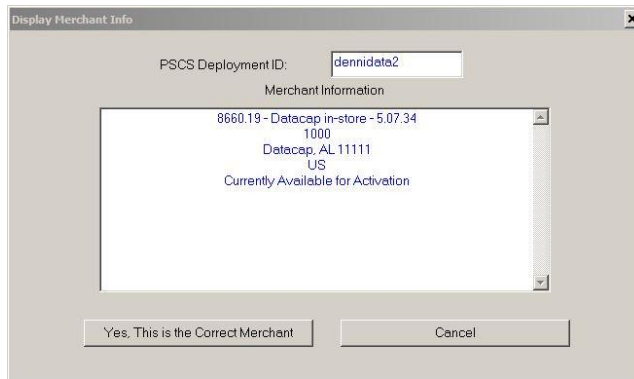 Display Merchant Info
PSCS Deployment ID: dennidata2
Merchant Information
8660.19 - Datacap in-store - 5.07.34
1000
Datacap, AL 11111
US
Currently Available for Activation
Yes, This is the Correct Merchant Cancel